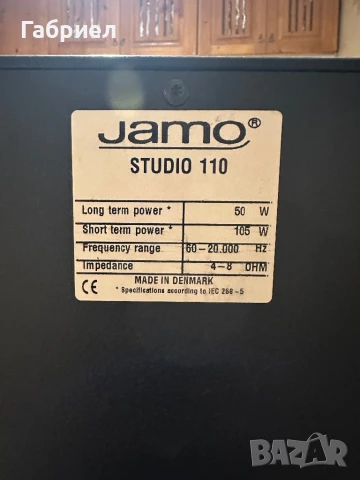 Габриел
Jamo®
STUDIO 110
Long term power * 50 W
Short term power * 105 W
Frequency range 60-20.000 Hz
Impedance 4-8 OHM
MADE IN DENMARK
CE * Specifications according to IEC 268-5
BAZAR